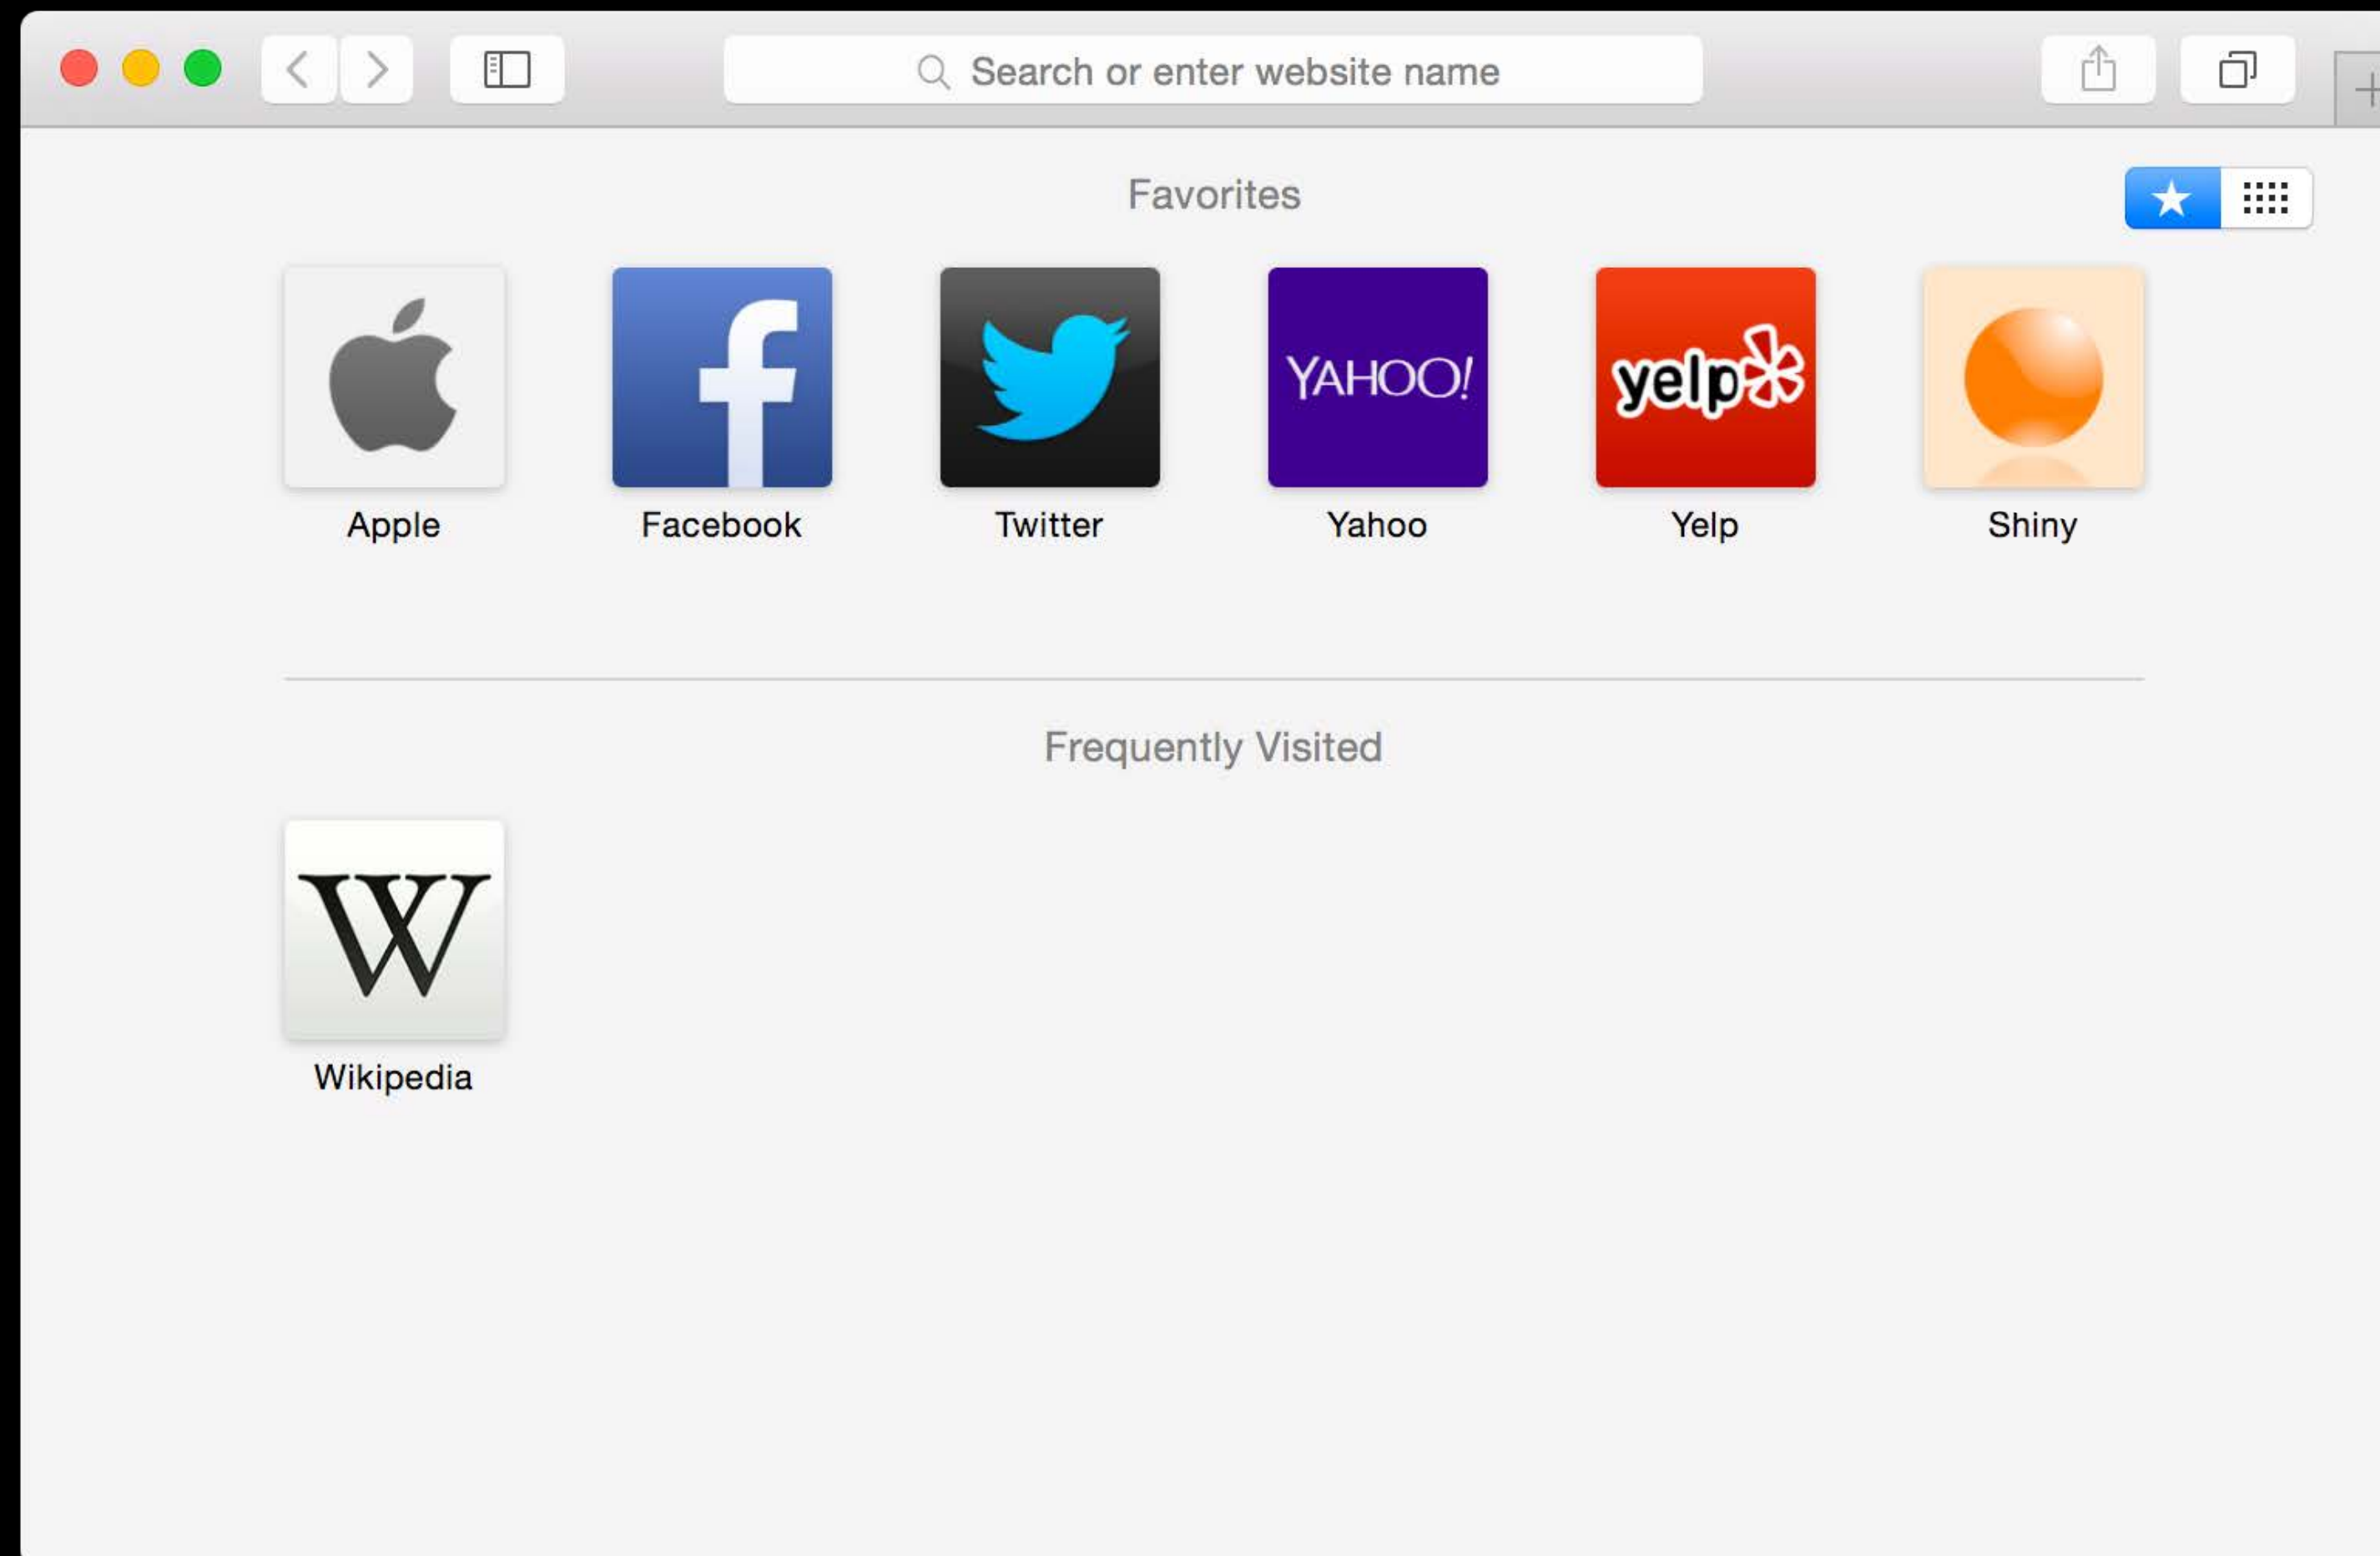 Search or enter website name
Favorites
f
YAHOO!
yelp
Apple
Facebook
Twitter
Yahoo
Yelp
Shiny
Frequently Visited
W
Wikipedia